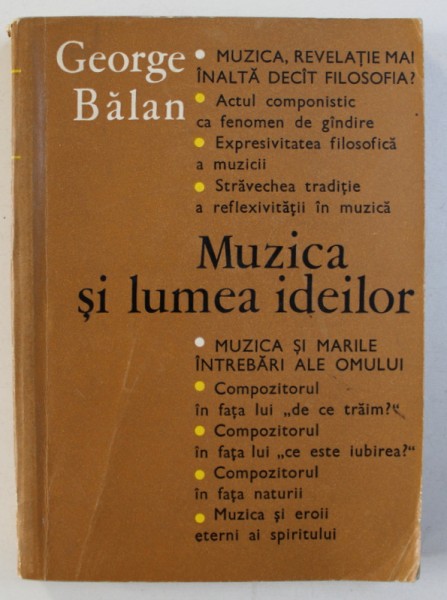 George
Bălan
• MUZICA, REVELAȚIE MAI
ÎNALTĂ DECÎT FILOSOFIA?
• Actul componistic
ca fenomen de gîndire
• Expresivitatea filosofică
a muzicii
• Străvechea tradiție
a reflexivității în muzică
Muzica
și lumea ideilor
• MUZICA ȘI MARILE
ÎNTREBĂRI ALE OMULUI
• Compozitorul
în fața lui „de ce trăim?“
• Compozitorul
în fața lui „ce este iubirea?“
• Compozitorul
în fața naturii
• Muzica și eroii
eterni ai spiritului